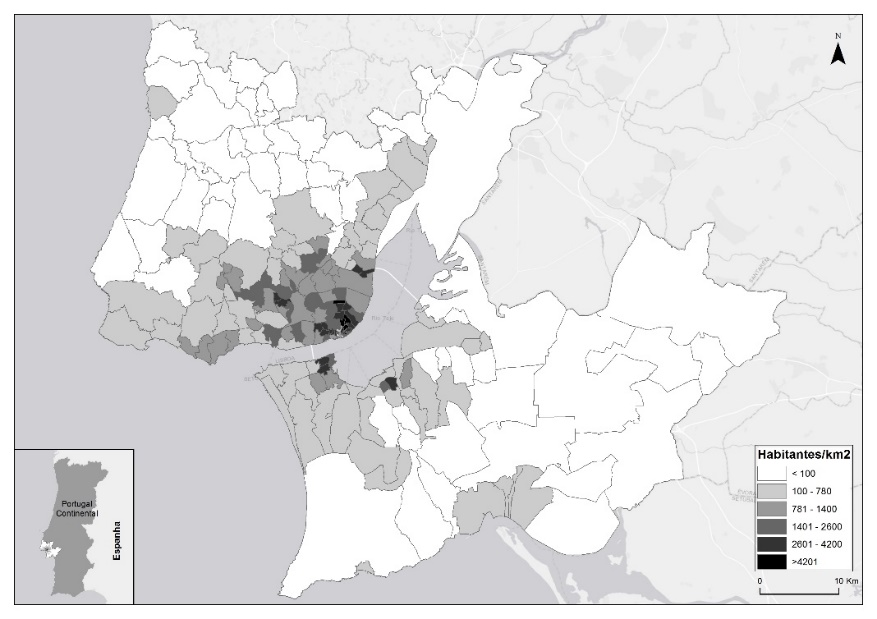 N
Habitantes/km2
< 100
100 - 780
781 - 1400
1401 - 2600
2601 - 4200
>4201
0 10 Km
Portugal
Continental
Espanha